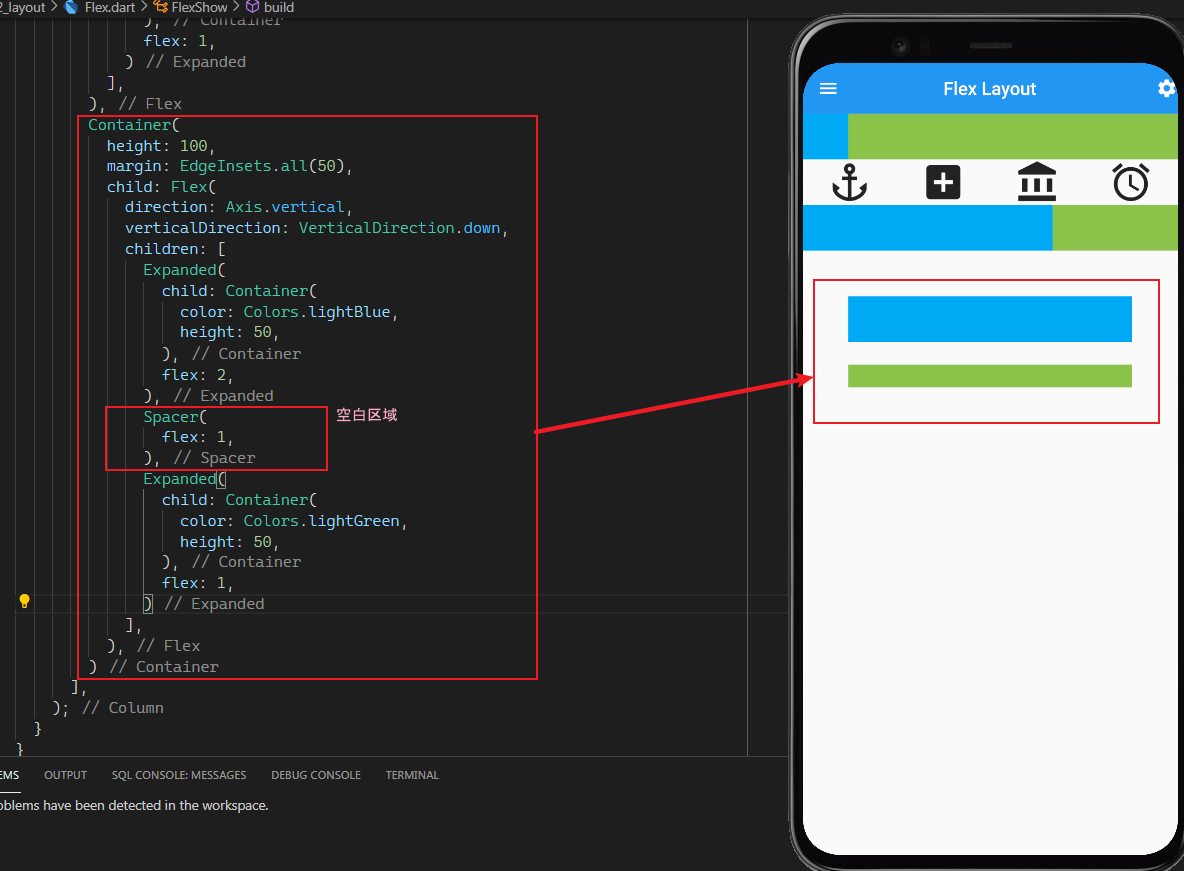 2_layout > Flex.dart > FlexShow > build
), // Container
flex: 1,
) // Expanded
],
), // Flex
Container(
height: 100,
margin: EdgeInsets.all(50),
child: Flex(
direction: Axis.vertical,
verticalDirection: VerticalDirection.down,
children: [
Expanded(
child: Container(
color: Colors.lightBlue,
height: 50,
), // Container
flex: 2,
), // Expanded
Spacer(
空白区域
flex: 1,
), // Spacer
Expanded(
child: Container(
color: Colors.lightGreen,
height: 50,
), // Container
flex: 1,
) // Expanded
],
), // Flex
) // Container
],
); // Column
}
}
EMS OUTPUT SQL CONSOLE: MESSAGES DEBUG CONSOLE TERMINAL
oblems have been detected in the workspace.
Flex Layout